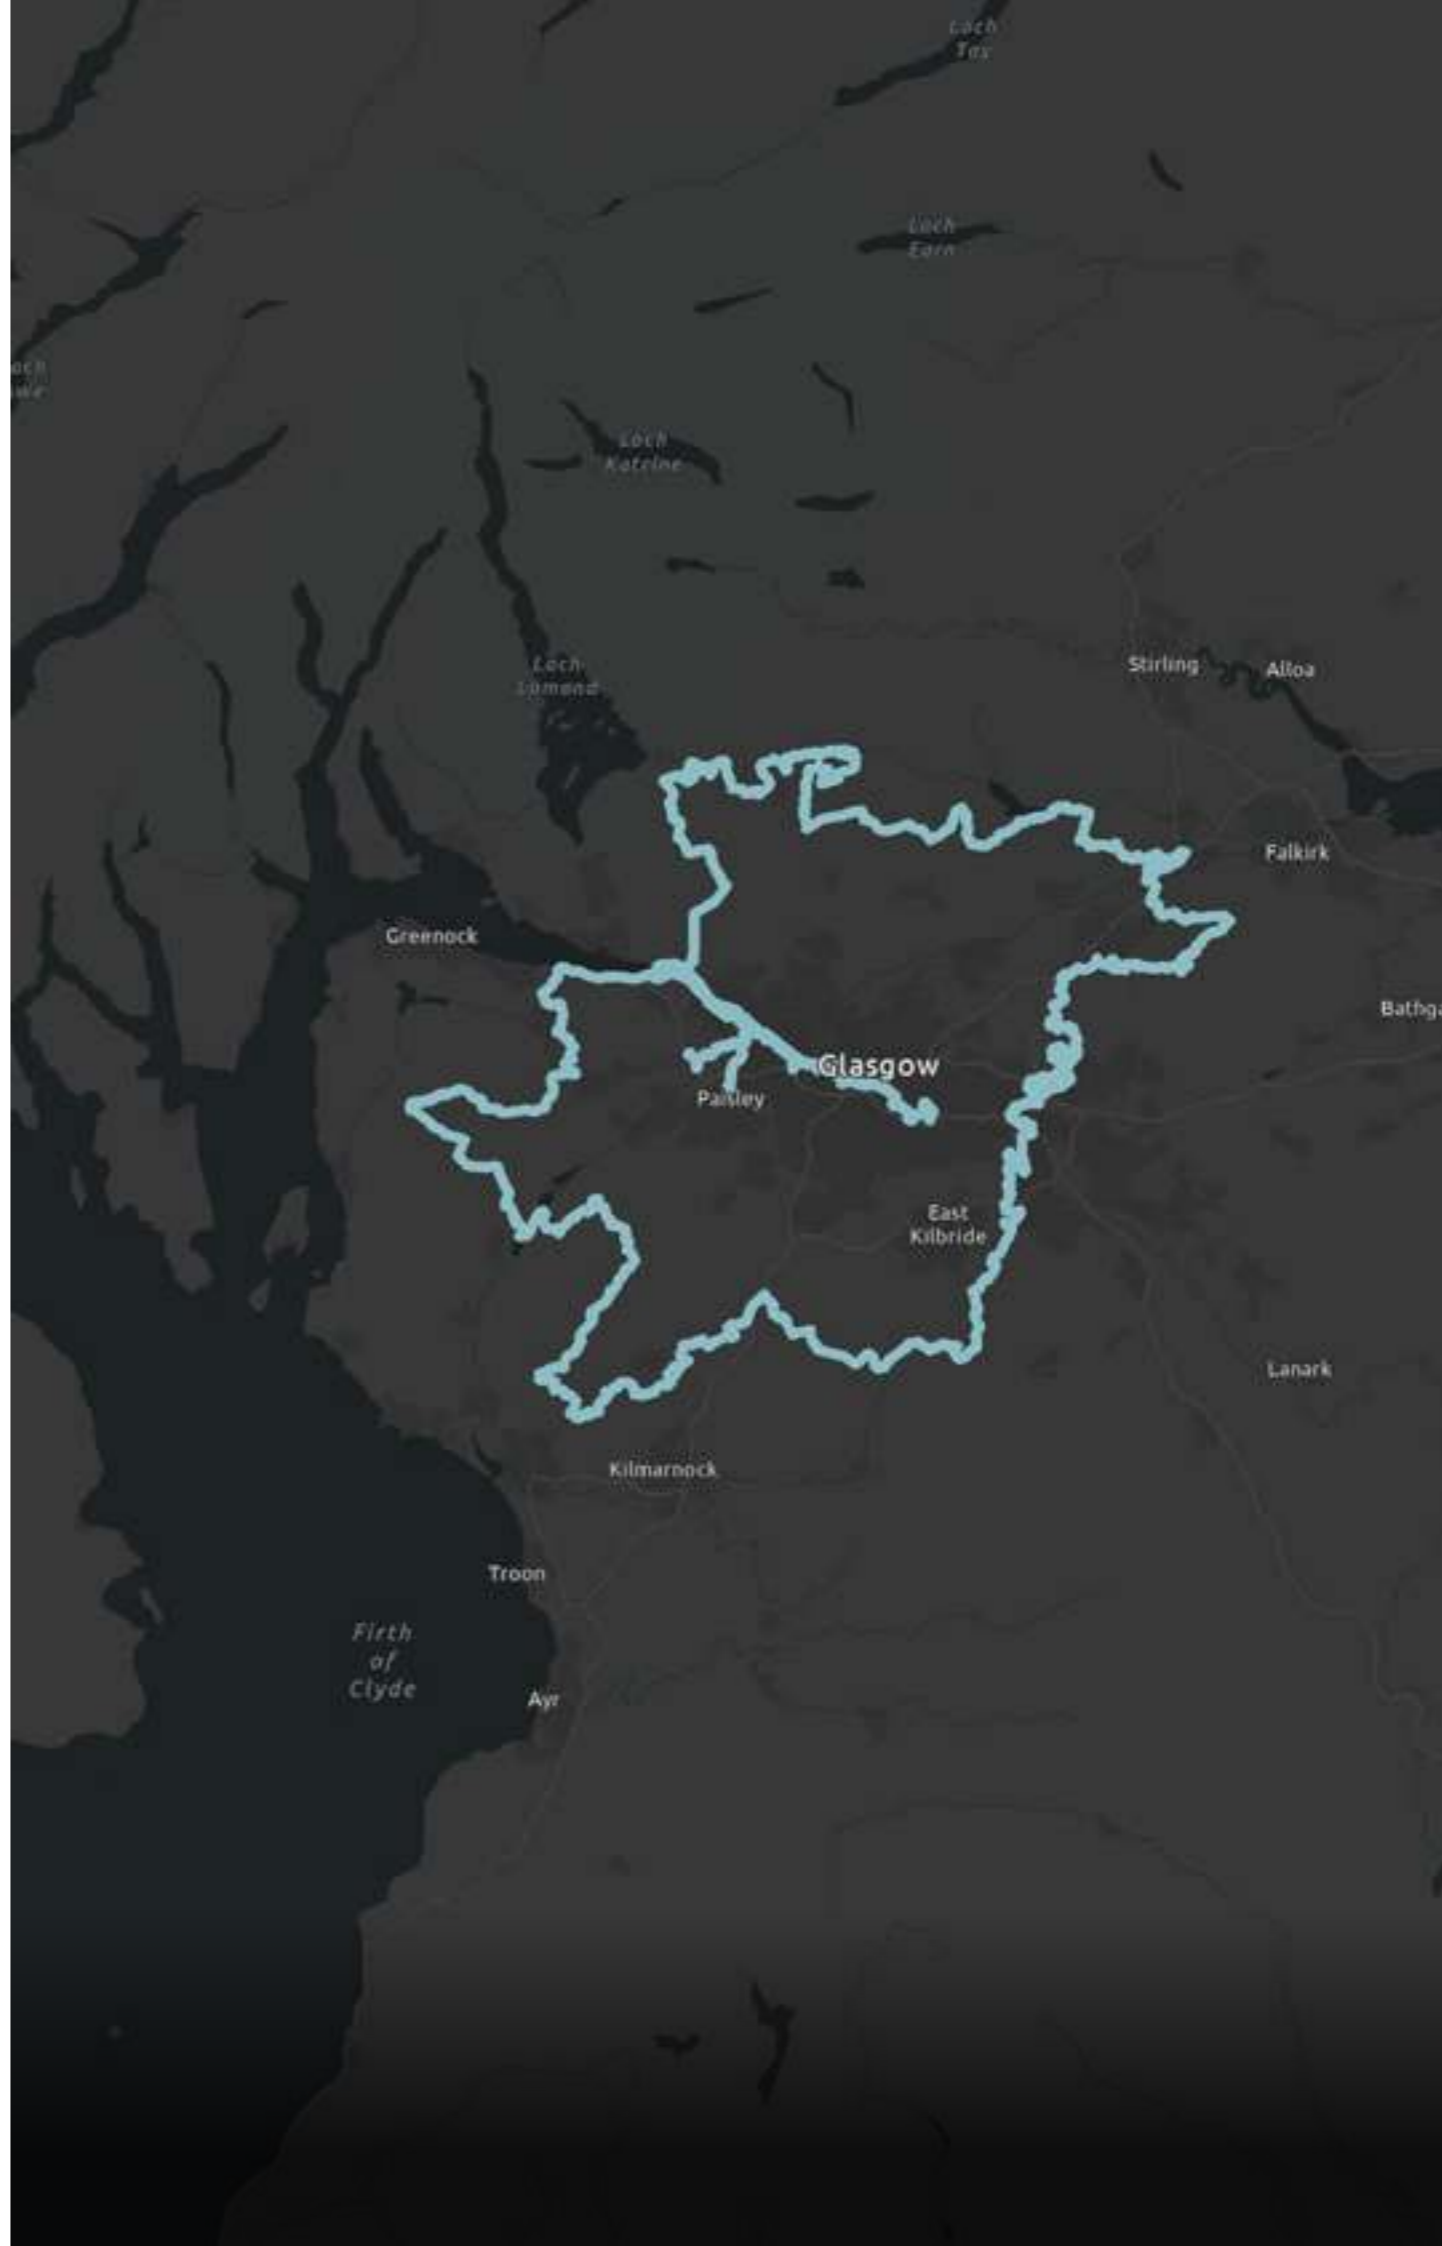 Loch
Tay
Loch
Earn
Loch
Katrine
Loch
Lomond
Stirling
Alloa
Falkirk
Greenock
Glasgow
Paisley
East
Kilbride
Lanark
Kilmarnock
Troon
Firth
of
Clyde
Ayr